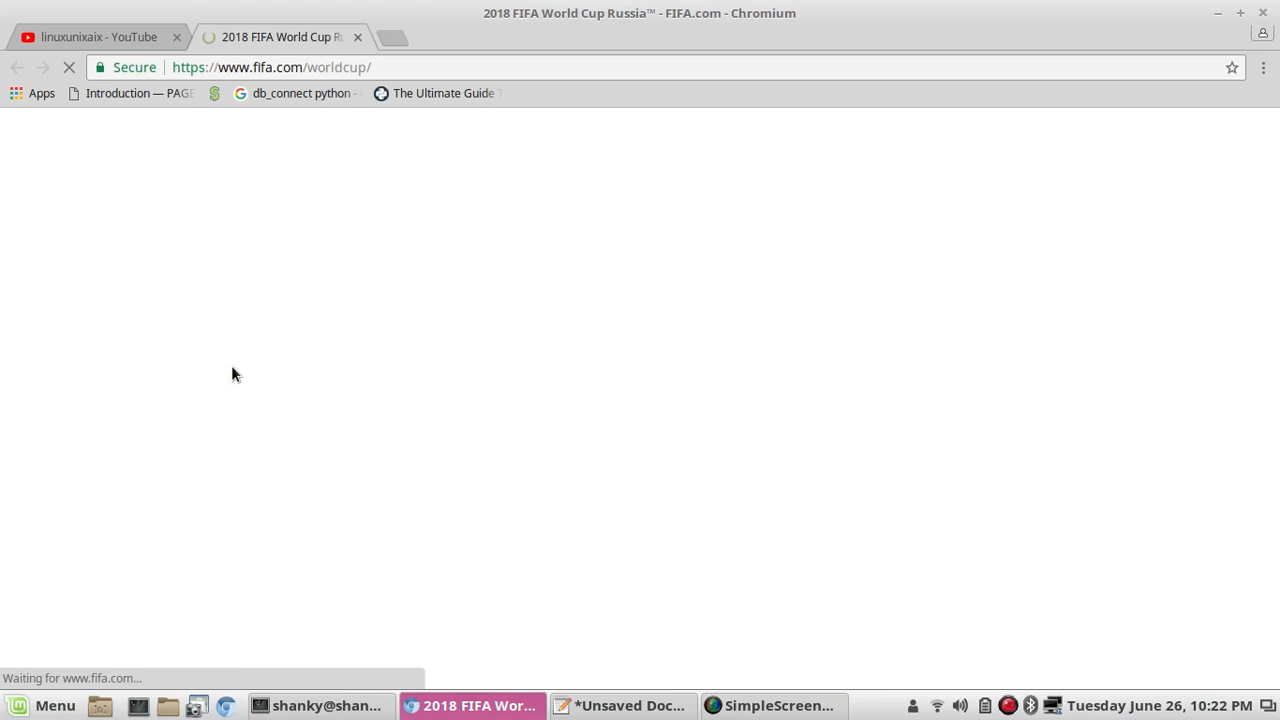 2018 FIFA World Cup Russia™ - FIFA.com - Chromium
linuxunixaix - YouTube
2018 FIFA World Cup Ru
Secure https://www.fifa.com/worldcup/
Apps Introduction — PAGE db_connect python - The Ultimate Guide T
Waiting for www.fifa.com...
Menu shanky@shan... 2018 FIFA Wor... *Unsaved Doc... SimpleScreen... Tuesday June 26, 10:22 PM